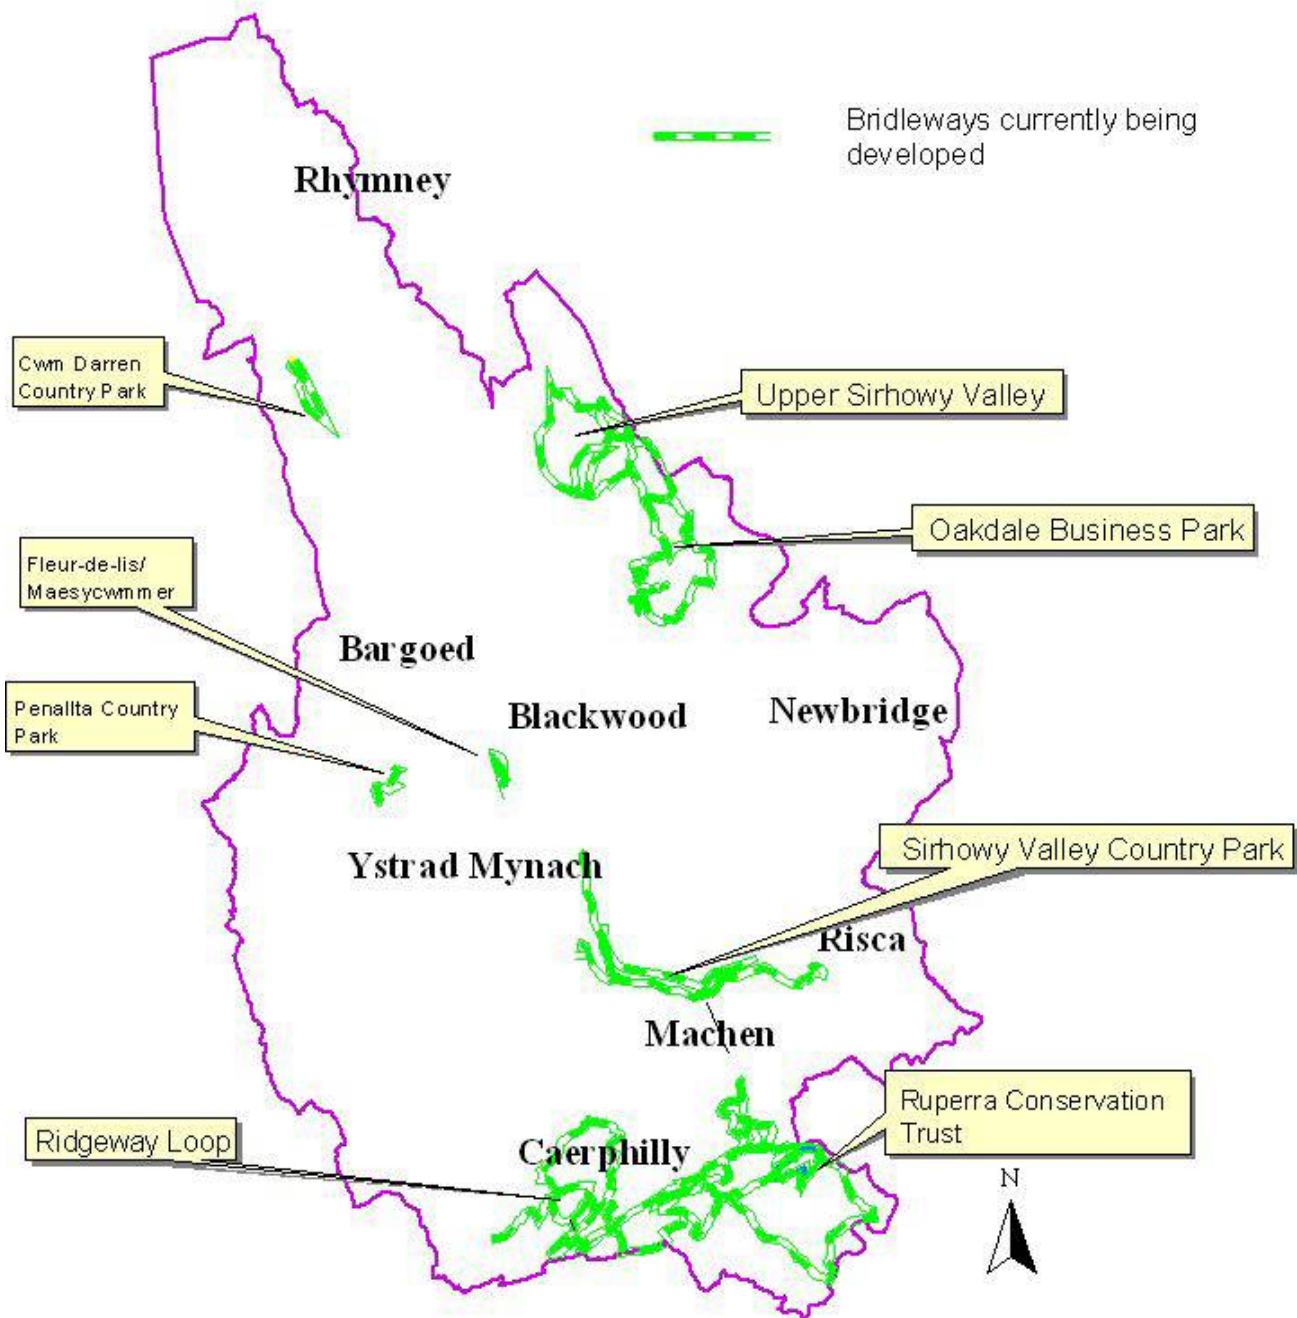 Bridleways currently being
developed
Rhymney
Cwm Darren
Country Park
Upper Sirhowy Valley
Oakdale Business Park
Fleur-de-lis/
Maesycwmmer
Bargoed
Penallta Country
Park
Blackwood
Newbridge
Ystrad Mynach
Sirhowy Valley Country Park
Risca
Machen
Ruperra Conservation
Trust
Ridgeway Loop
Caerphilly
N